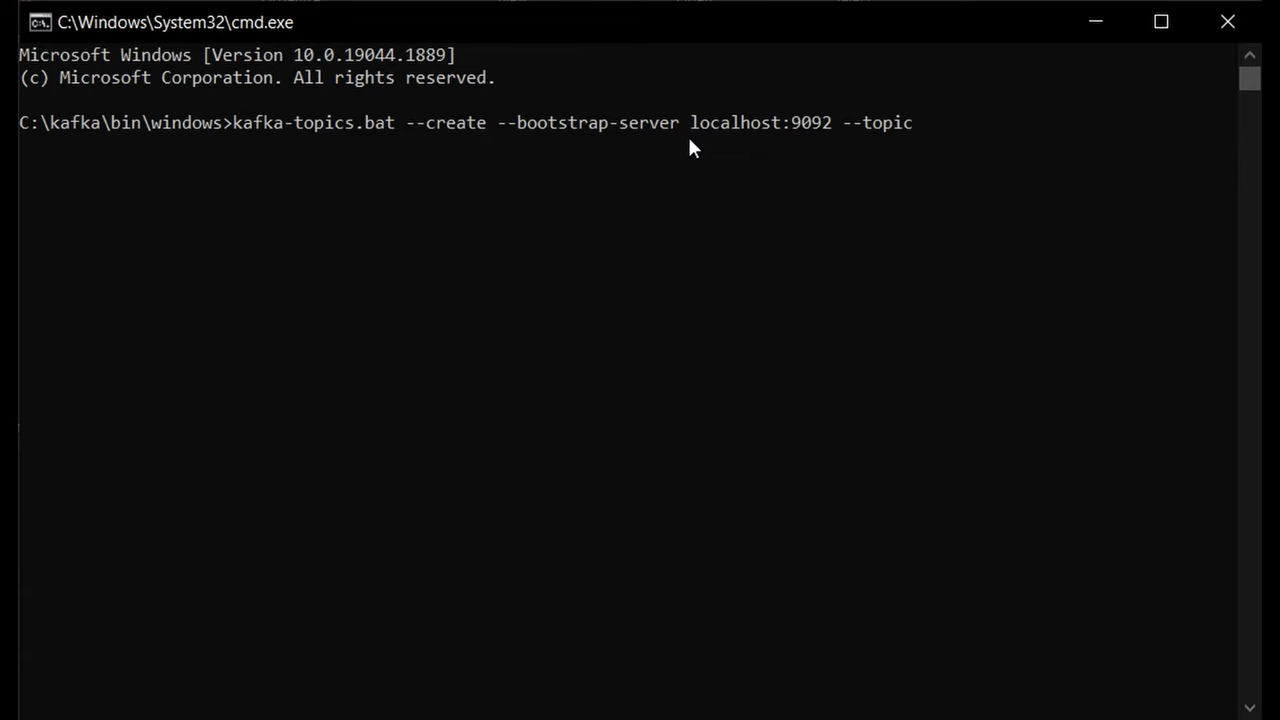 C:\Windows\System32\cmd.exe
Microsoft Windows [Version 10.0.19044.1889]
(c) Microsoft Corporation. All rights reserved.
C:\kafka\bin\windows>kafka-topics.bat --create --bootstrap-server localhost:9092 --topic